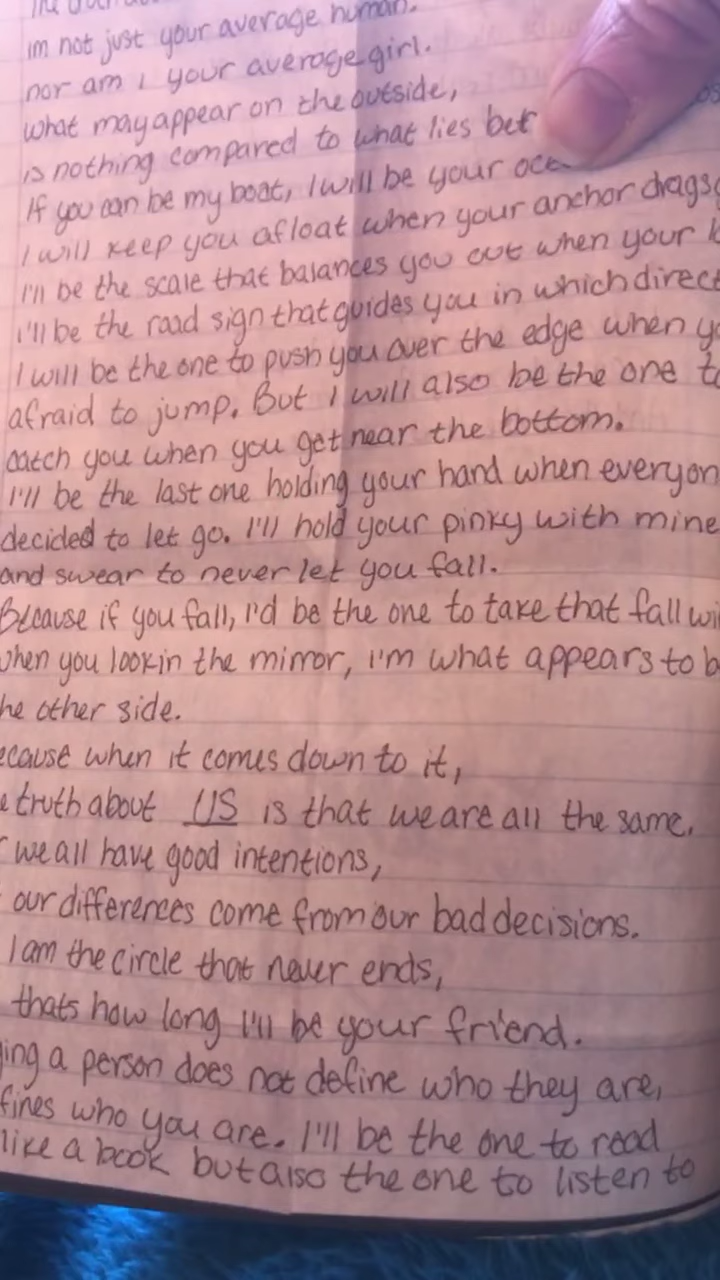 im not just your average human.
nor am i your average girl.
what may appear on the outside,
is nothing compared to what lies bet
If you can be my boat, I will be your oce
I will keep you afloat when your anchor drags
I'll be the scale that balances you out when your
i'll be the road sign that guides you in which direct
I will be the one to push you over the edge when yo
afraid to jump. But I will also be the one to
catch you when you get near the bottom.
I'll be the last one holding your hand when everyon
decided to let go. I'll hold your pinky with mine
and swear to never let you fall.
Because if you fall, I'd be the one to take that fall wi
when you look in the mirror, i'm what appears to b
he other side.
ecause when it comes down to it,
e truth about US is that we are all the same.
we all have good intentions,
our differences come from our bad decisions.
I am the circle that never ends,
thats how long I'll be your friend.
ging a person does not define who they are,
fines who you are. I'll be the one to read
like a book but also the one to listen to